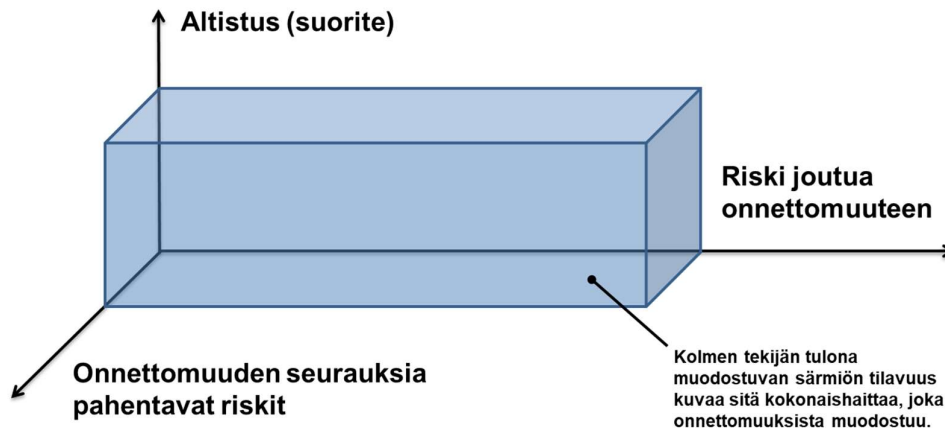 Altistus (suorite)
Riski joutua
onnettomuuteen
Onnettomuuden seurauksia
pahentavat riskit
Kolmen tekijän tulona
muodostuvan särmiön tilavuus
kuvaa sitä kokonaishaittaa, joka
onnettomuuksista muodostuu.